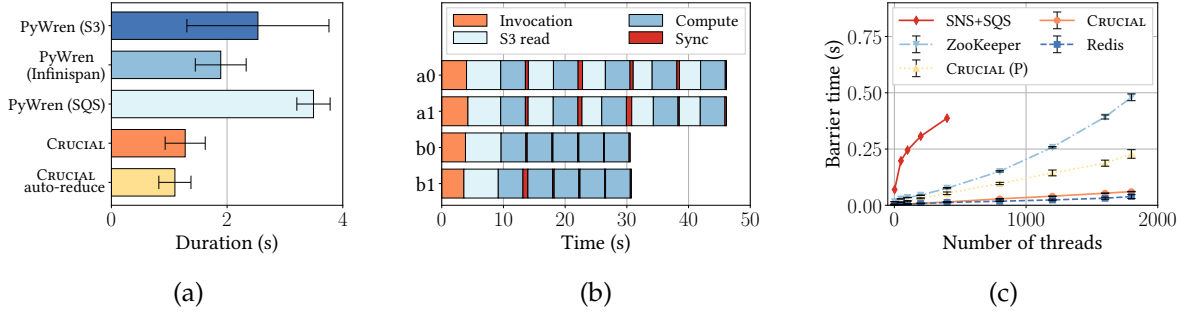 PyWren (S3)
PyWren
(Infinispan)
PyWren (SQS)
CRUCIAL
CRUCIAL
auto-reduce
0
2
4
Duration (s)
(a)
Invocation
Compute
S3 read
Sync
a0
a1
b0
b1
0
10
20
30
40
50
Time (s)
(b)
SNS+SQS
CRUCIAL
ZooKeeper
Redis
CRUCIAL (P)
0.75
0.50
0.25
0.00
Barrier time (s)
0
1000
2000
Number of threads
(c)